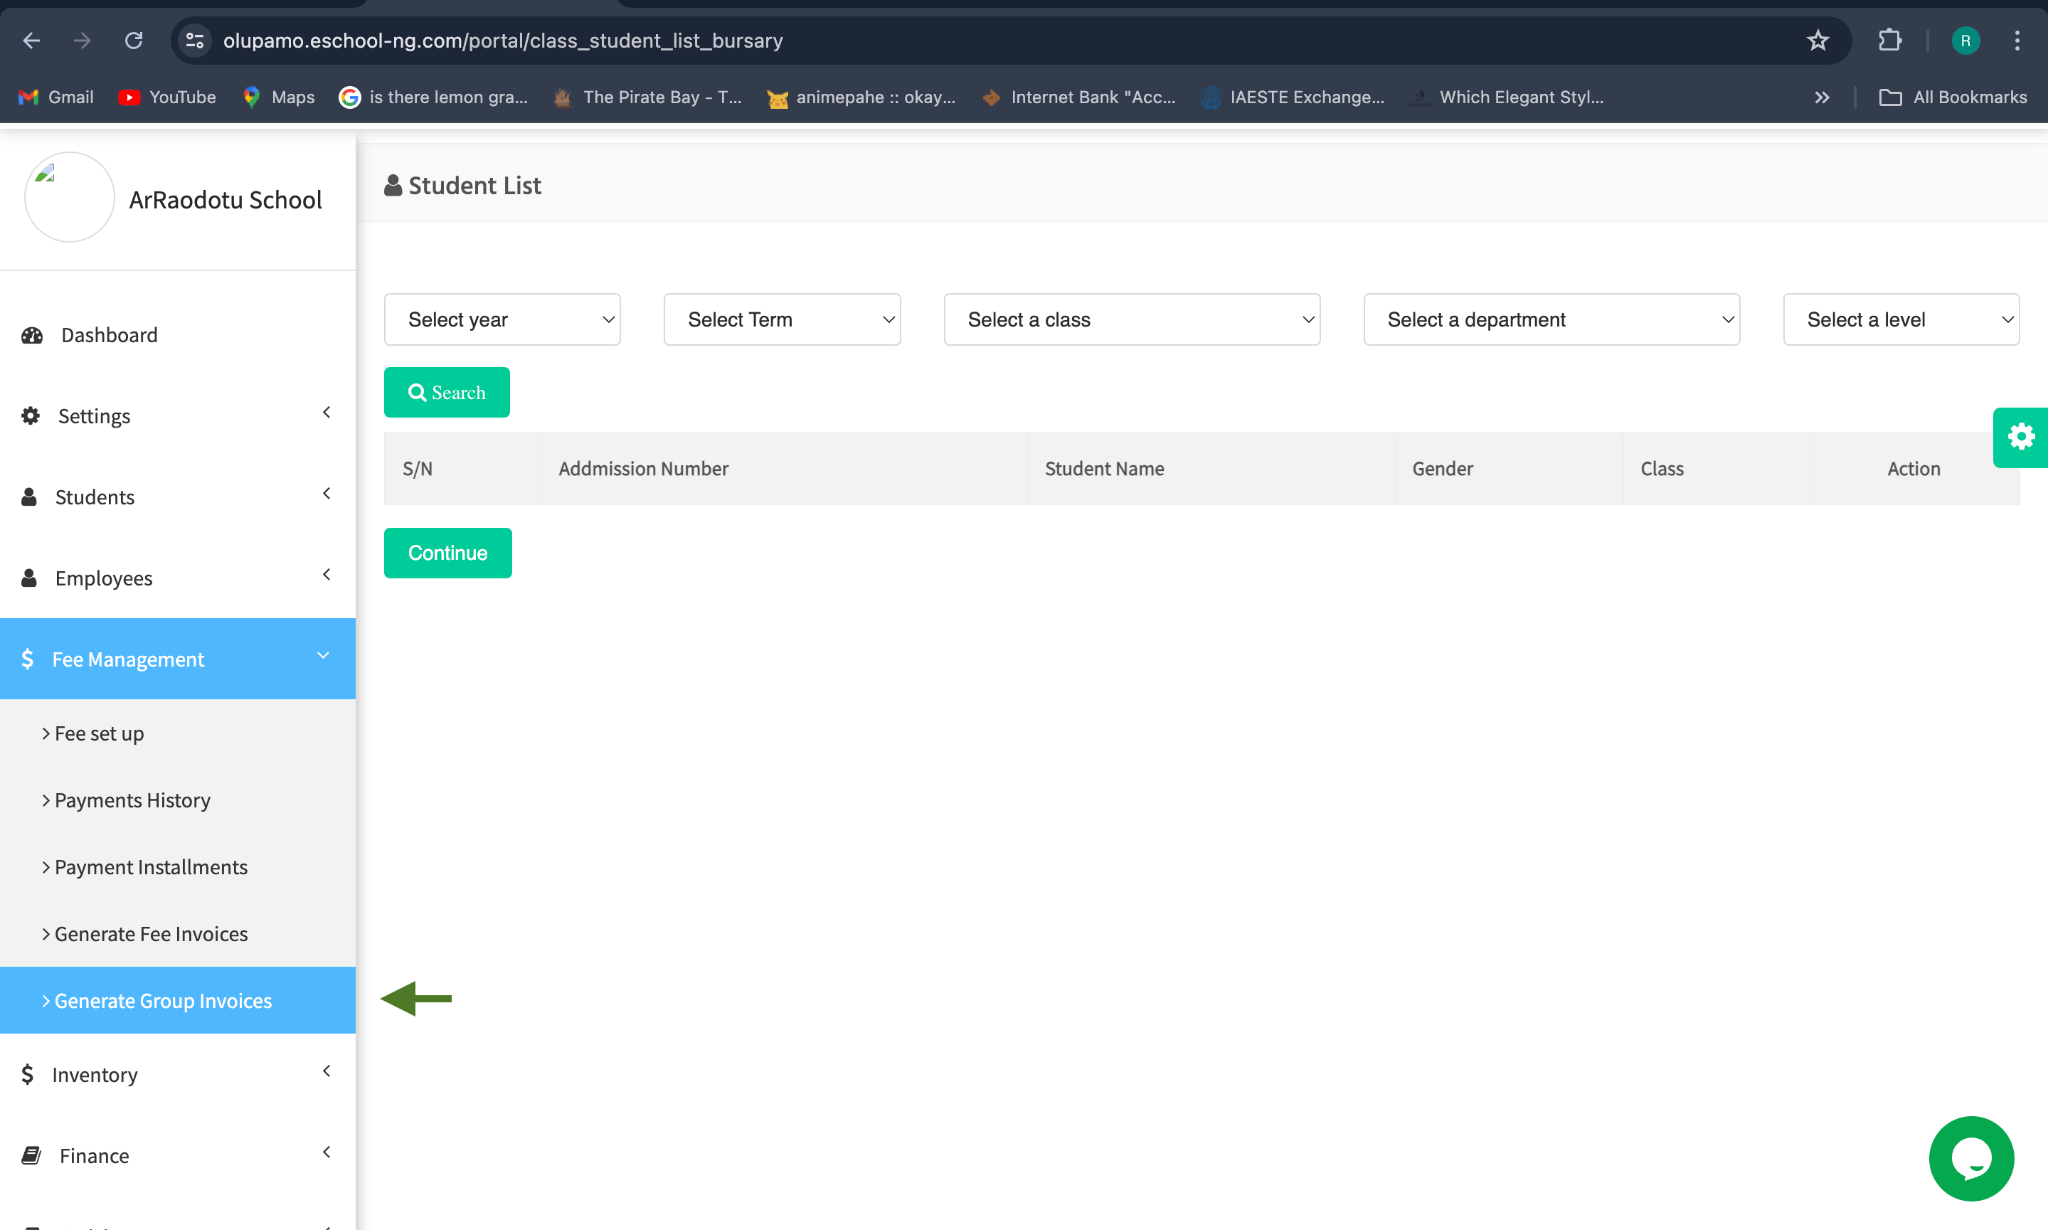 olupamo.eschool-ng.com/portal/class_student_list_bursary
R
Gmail
YouTube
Maps
is there lemon gra...
The Pirate Bay - T...
animepahe :: okay...
Internet Bank "Acc...
IAESTE Exchange...
Which Elegant Styl...
All Bookmarks
ArRaodotu School
Student List
Dashboard
Settings
Students
Employees
Fee Management
Fee set up
Payments History
Payment Installments
Generate Fee Invoices
Generate Group Invoices
Inventory
Finance
Select year
Select Term
Select a class
Select a department
Select a level
Search
S/N
Addmission Number
Student Name
Gender
Class
Action
Continue